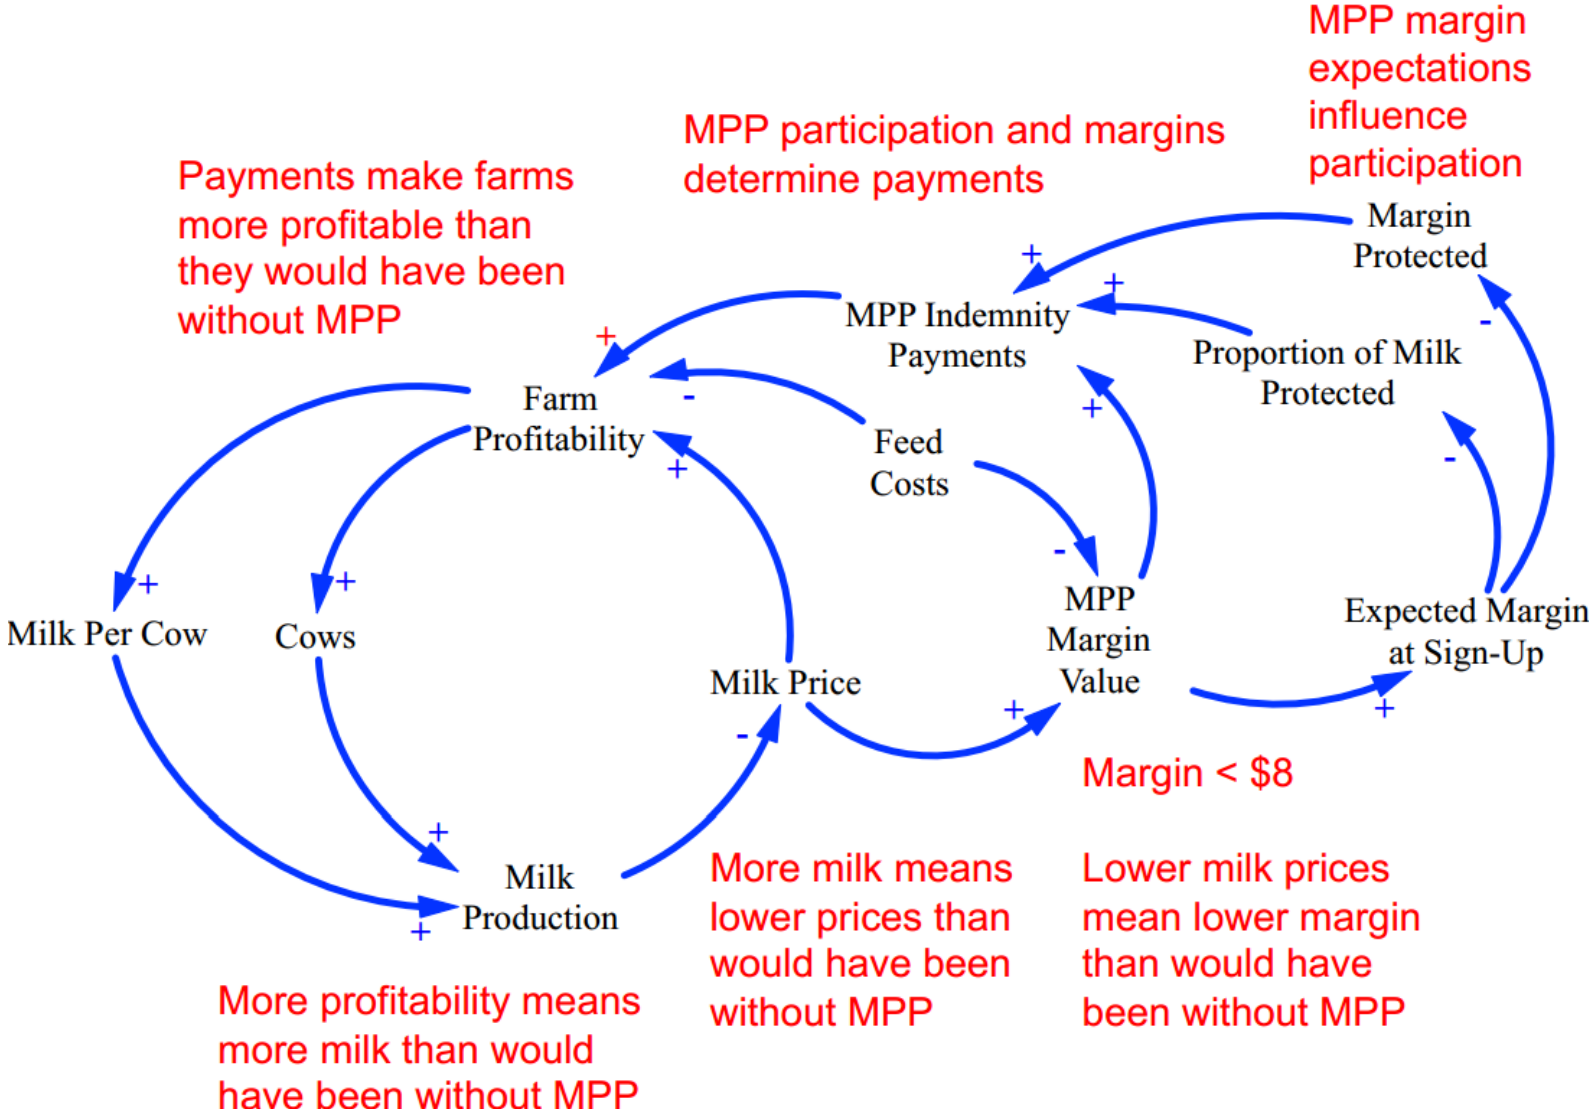 MPP margin
expectations
influence
participation
MPP participation and margins
determine payments
Payments make farms
more profitable than
they would have been
without MPP
Margin
Protected
+
+
-
MPP Indemnity
Payments
Proportion of Milk
Protected
+
-
Farm
Profitability
+
-
Feed
Costs
+
-
+
+
Milk Per Cow
Cows
MPP
Margin
Value
Expected Margin
at Sign-Up
Milk Price
+
+
-
Margin < $8
+
Milk
Production
+
More milk means
lower prices than
would have been
without MPP
Lower milk prices
mean lower margin
than would have
been without MPP
More profitability means
more milk than would
have been without MPP